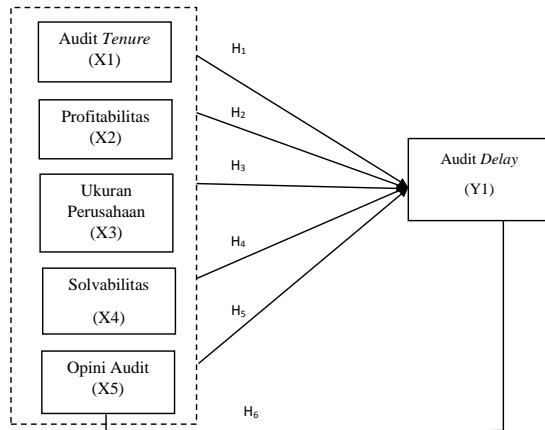 Audit Tenure
(X1)
Profitabilitas
(X2)
Ukuran
Perusahaan
(X3)
Solvabilitas
(X4)
Opini Audit
(X5)
H₁
H₂
H₃
H₄
H₅
H₆
Audit Delay
(Y1)